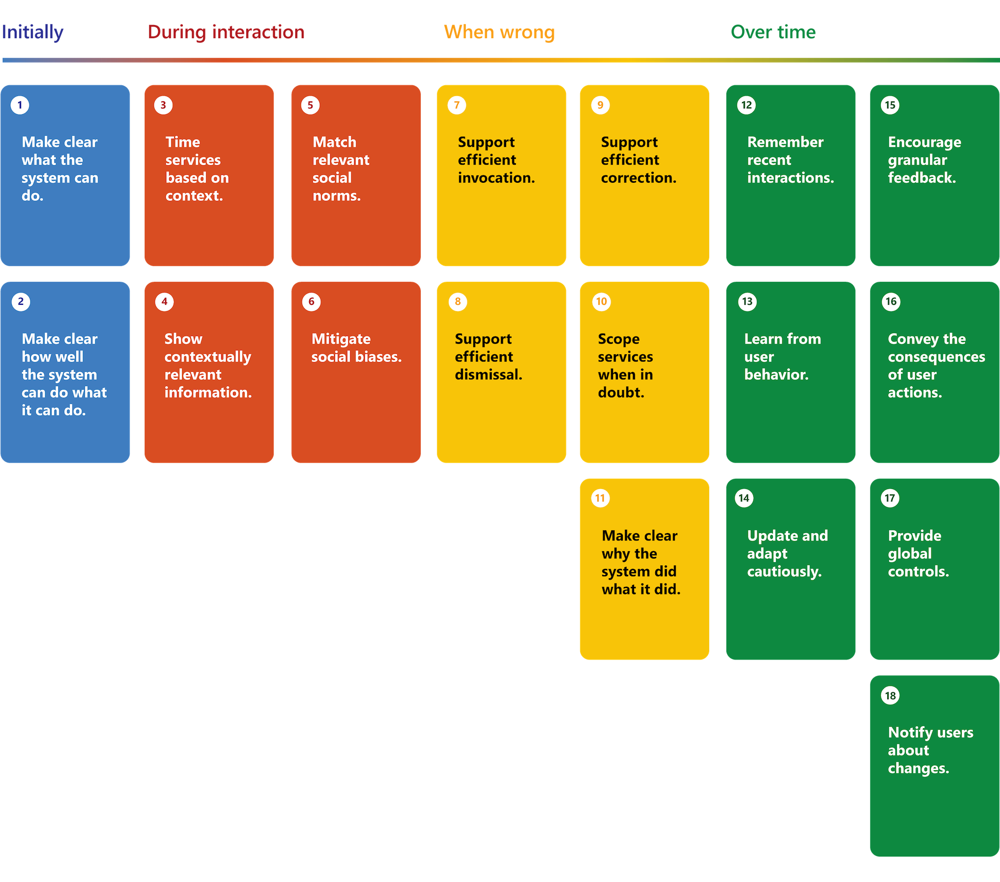 Initially
During interaction
When wrong
Over time
1
Make clear
what the
system can
do.
2
Make clear
how well
the system
can do what
it can do.
3
Time
services
based on
context.
4
Show
contextually
relevant
information.
5
Match
relevant
social
norms.
6
Mitigate
social biases.
7
Support
efficient
invocation.
8
Support
efficient
dismissal.
9
Support
efficient
correction.
10
Scope
services
when in
doubt.
11
Make clear
why the
system did
what it did.
12
Remember
recent
interactions.
13
Learn from
user
behavior.
14
Update and
adapt
cautiously.
15
Encourage
granular
feedback.
16
Convey the
consequences
of user
actions.
17
Provide
global
controls.
18
Notify users
about
changes.